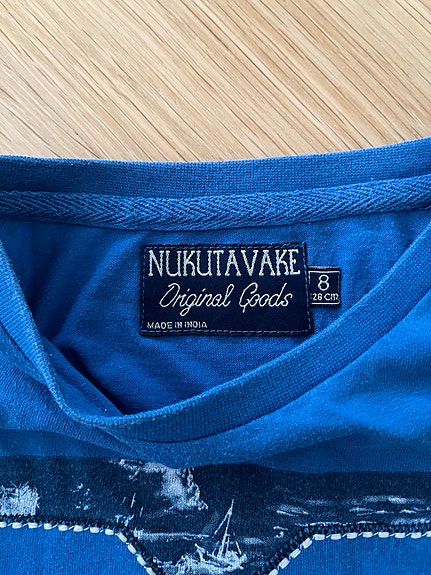 NUKUTAVAKE
Original Goods
MADE IN INDIA
8
128 CM